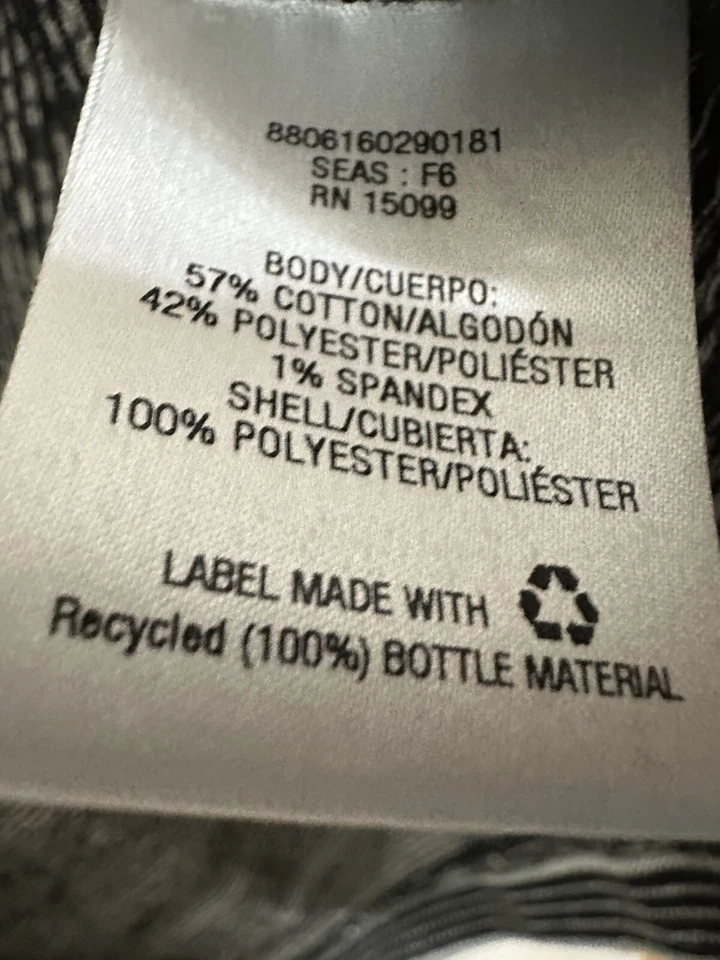 8806160290181
SEAS : F6
RN 15099
BODY/CUERPO:
57% COTTON/ALGODÓN
42% POLYESTER/POLIÉSTER
1% SPANDEX
SHELL/CUBIERTA:
100% POLYESTER/POLIÉSTER
LABEL MADE WITH
Recycled (100%) BOTTLE MATERIAL